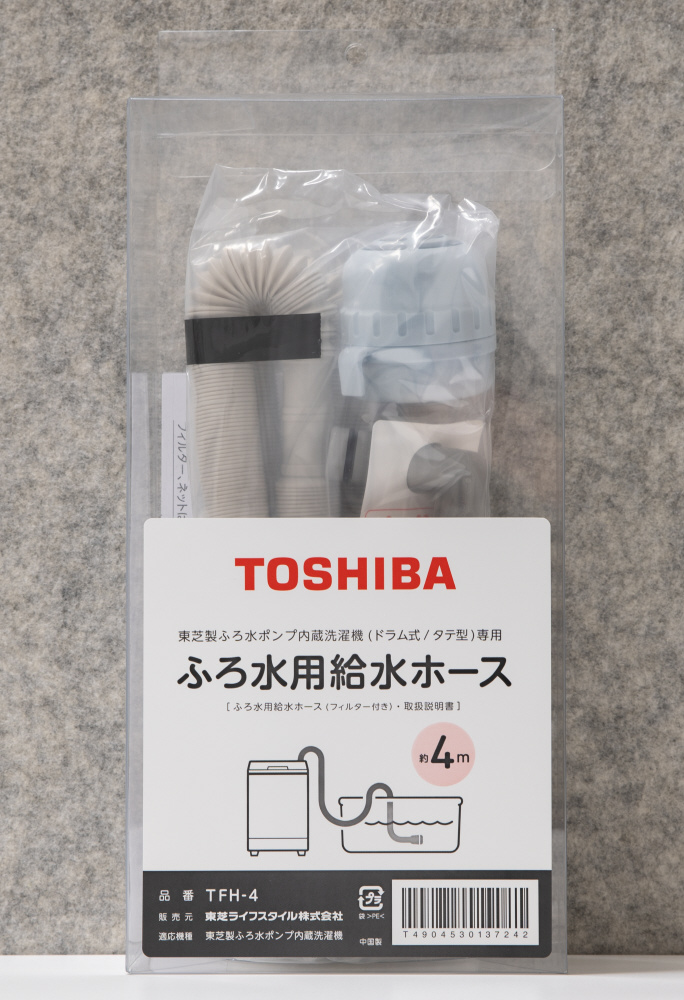 フィルター、ネットに
TOSHIBA
東芝製ふろ水ポンプ内蔵洗濯機(ドラム式/タテ型)専用
ふろ水用給水ホース
[ふろ水用給水ホース(フィルター付き)・取扱説明書]
約4m
品番 TFH-4
販売元 東芝ライフスタイル株式会社
適応機種 東芝製ふろ水ポンプ内蔵洗濯機
プラ
袋>PE<
中国製
T4904530137242